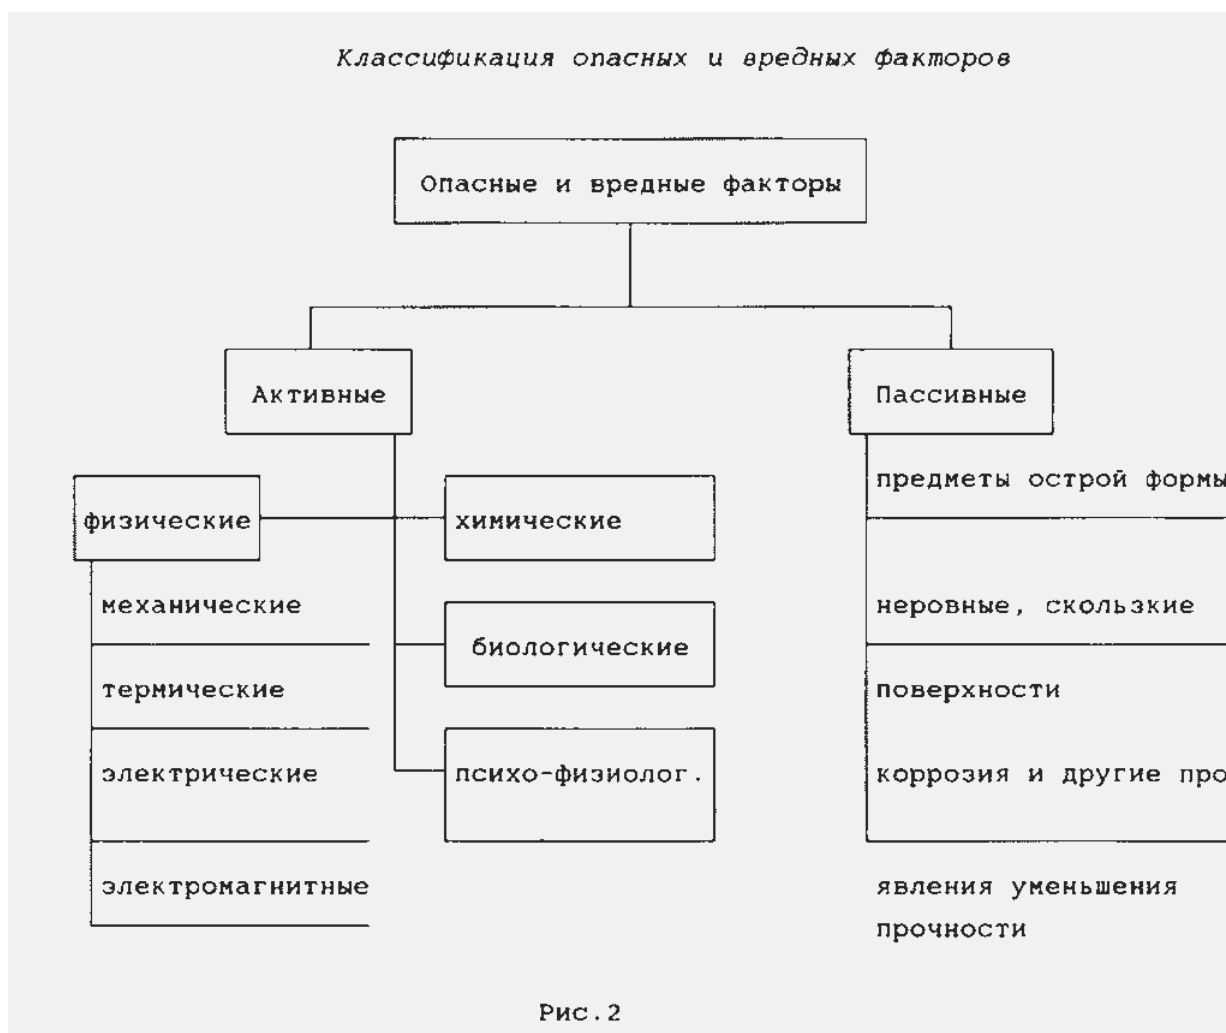 Классификация опасных и вредных факторов
Опасные и вредные факторы
Активные
Пассивные
предметы острой формы
физические
химические
механические
неровные, скользкие
биологические
термические
поверхности
электрические
психо-физиолог.
коррозия и другие про
электромагнитные
явления уменьшения
прочности
Рис.2